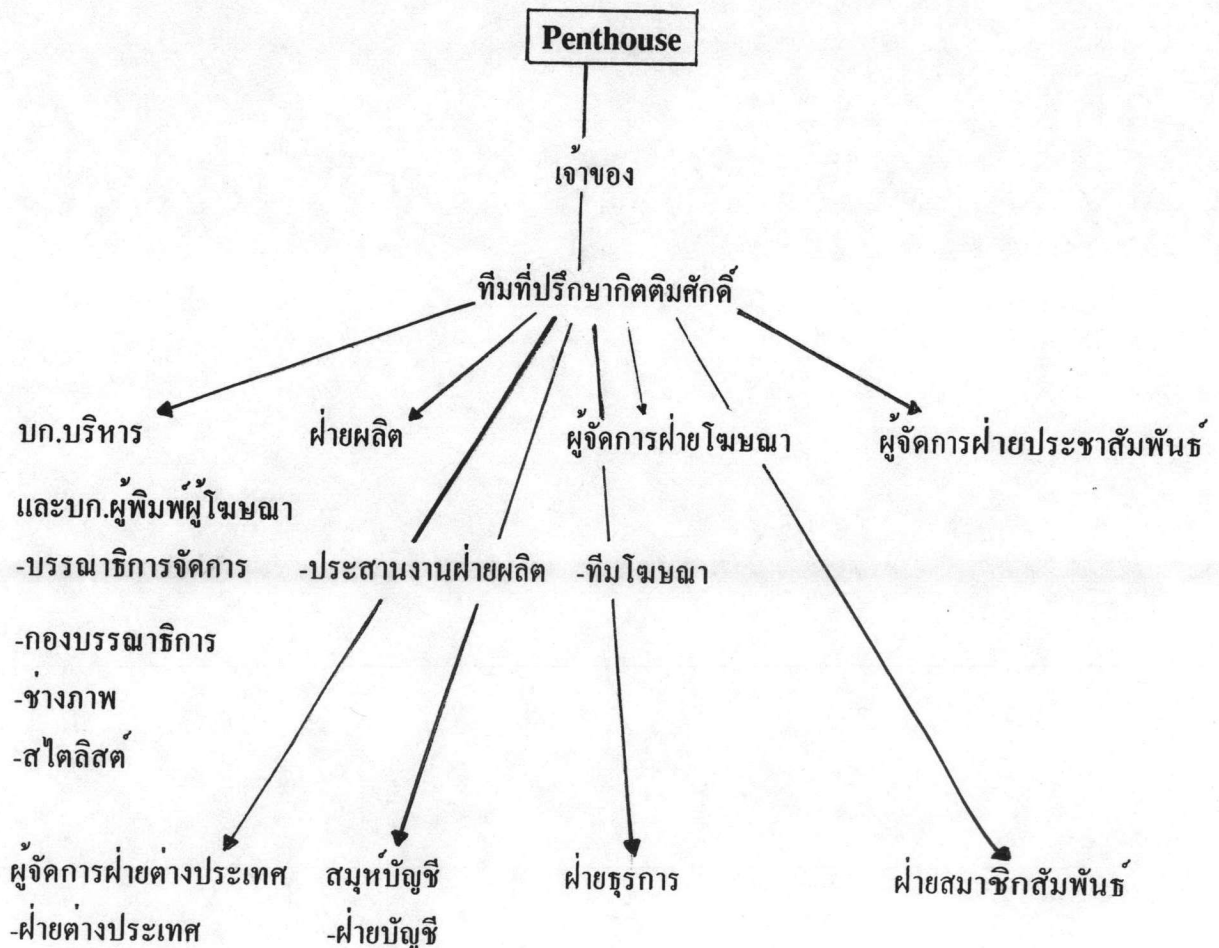 Penthouse
เจ้าของ
ทีมที่ปรึกษากิตติมศักดิ์
บก.บริหาร
และบก.ผู้พิมพ์ผู้โฆษณา
-บรรณาธิการจัดการ
-กองบรรณาธิการ
-ช่างภาพ
-สไตลิสต์
ฝ่ายผลิต
-ประสานงานฝ่ายผลิต
ผู้จัดการฝ่ายโฆษณา
-ทีมโฆษณา
ผู้จัดการฝ่ายประชาสัมพันธ์
ผู้จัดการฝ่ายต่างประเทศ
-ฝ่ายต่างประเทศ
สมุห์บัญชี
-ฝ่ายบัญชี
ฝ่ายธุรการ
ฝ่ายสมาชิกสัมพันธ์